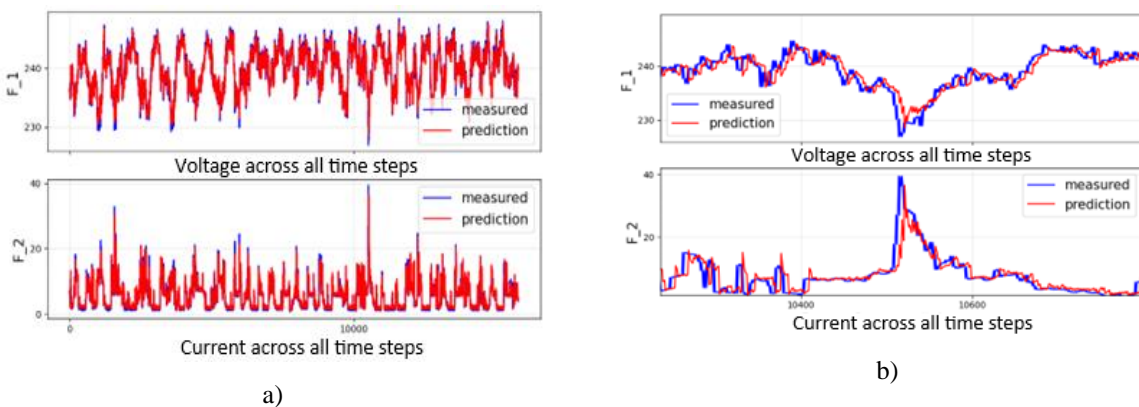 F_1
240
230
measured
prediction
Voltage across all time steps
F_2
40
20
0
measured
prediction
0
10000
Current across all time steps
a)
F_1
240
230
measured
prediction
Voltage across all time steps
F_2
40
20
measured
prediction
10400
10600
Current across all time steps
b)